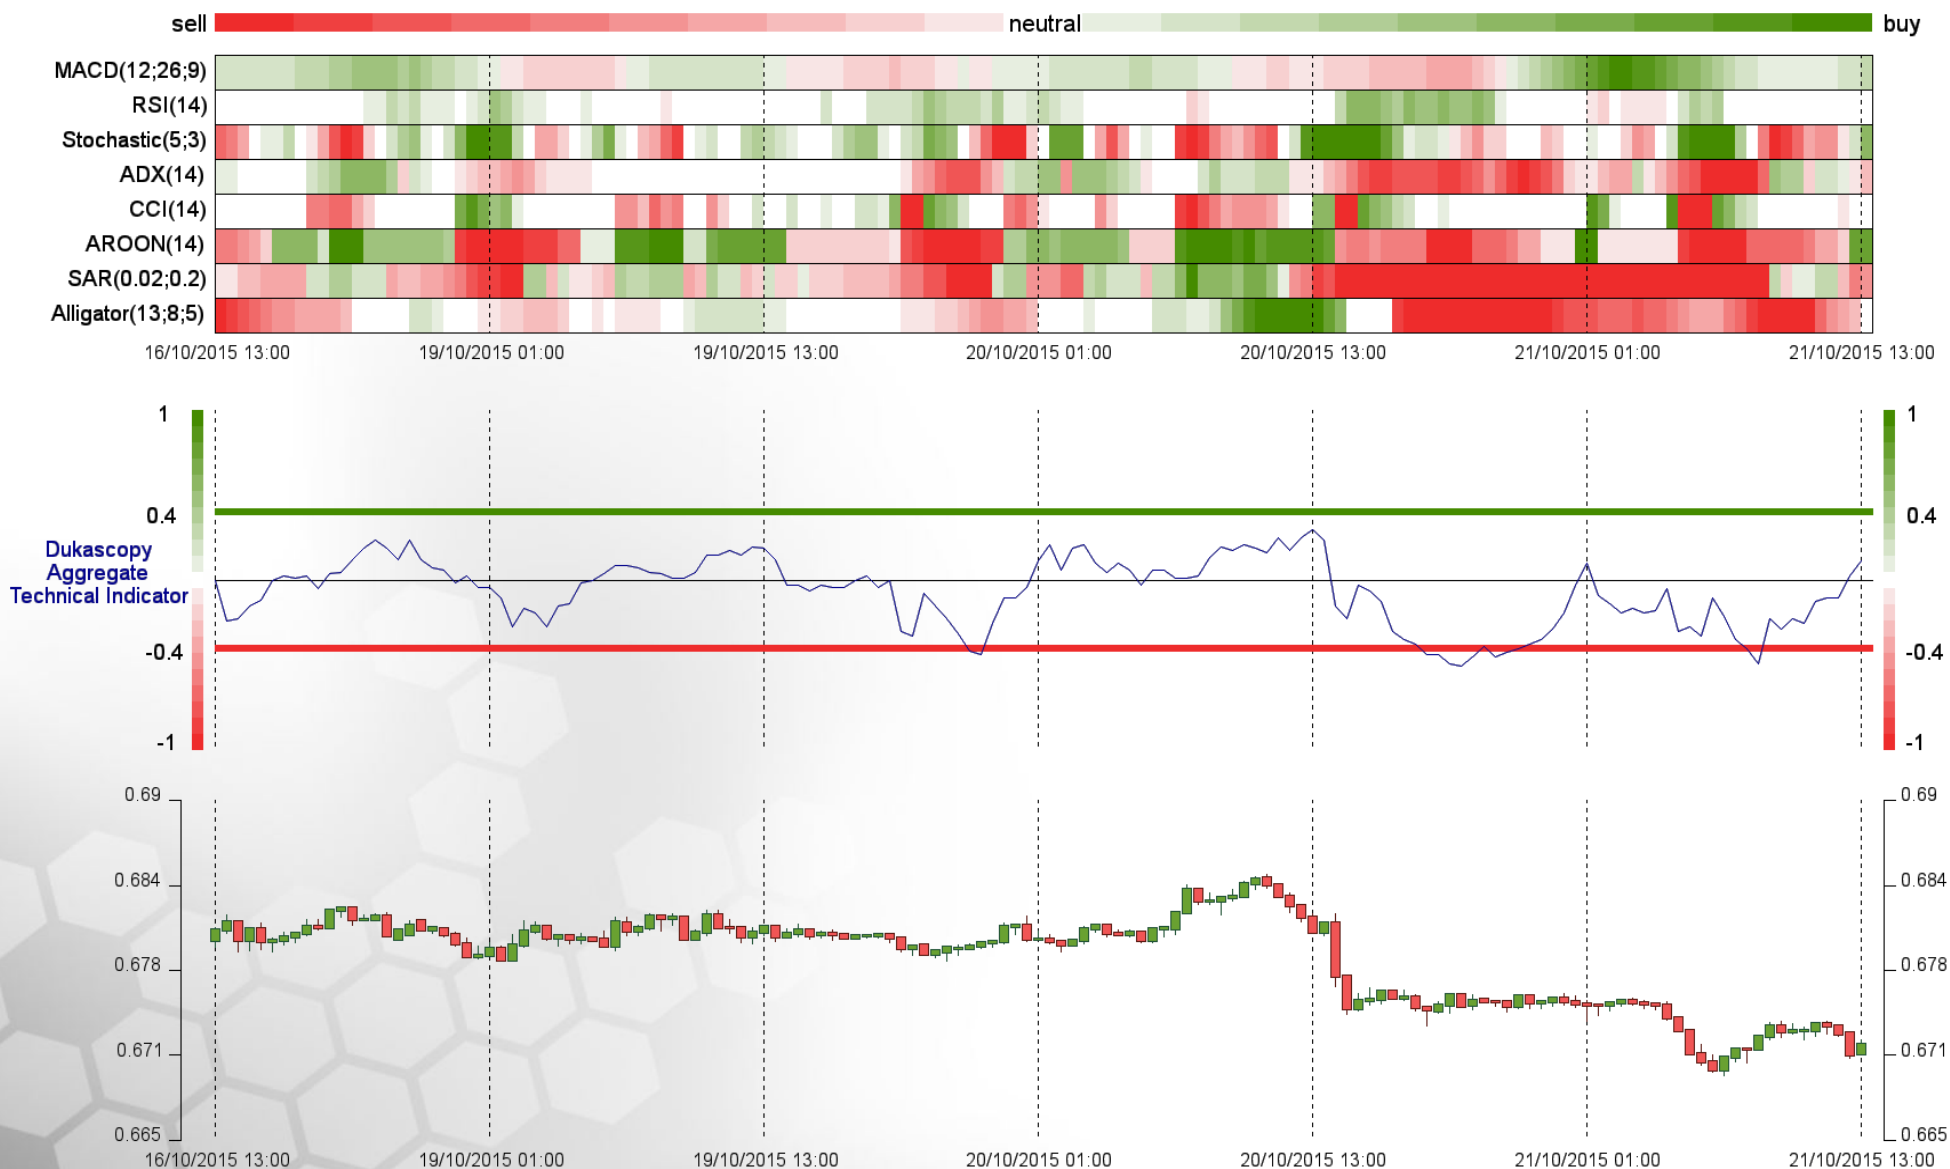 sell neutral buy
MACD(12;26;9)
RSI(14)
Stochastic(5;3)
ADX(14)
CCI(14)
AROON(14)
SAR(0.02;0.2)
Alligator(13;8;5)
16/10/2015 13:00 19/10/2015 01:00 19/10/2015 13:00 20/10/2015 01:00 20/10/2015 13:00 21/10/2015 01:00 21/10/2015 13:00
1 1
0.4 0.4
Dukascopy
Aggregate
Technical Indicator
-0.4 -0.4
-1 -1
0.69 0.69
0.684 0.684
0.678 0.678
0.671 0.671
0.665 0.665
16/10/2015 13:00 19/10/2015 01:00 19/10/2015 13:00 20/10/2015 01:00 20/10/2015 13:00 21/10/2015 01:00 21/10/2015 13:00